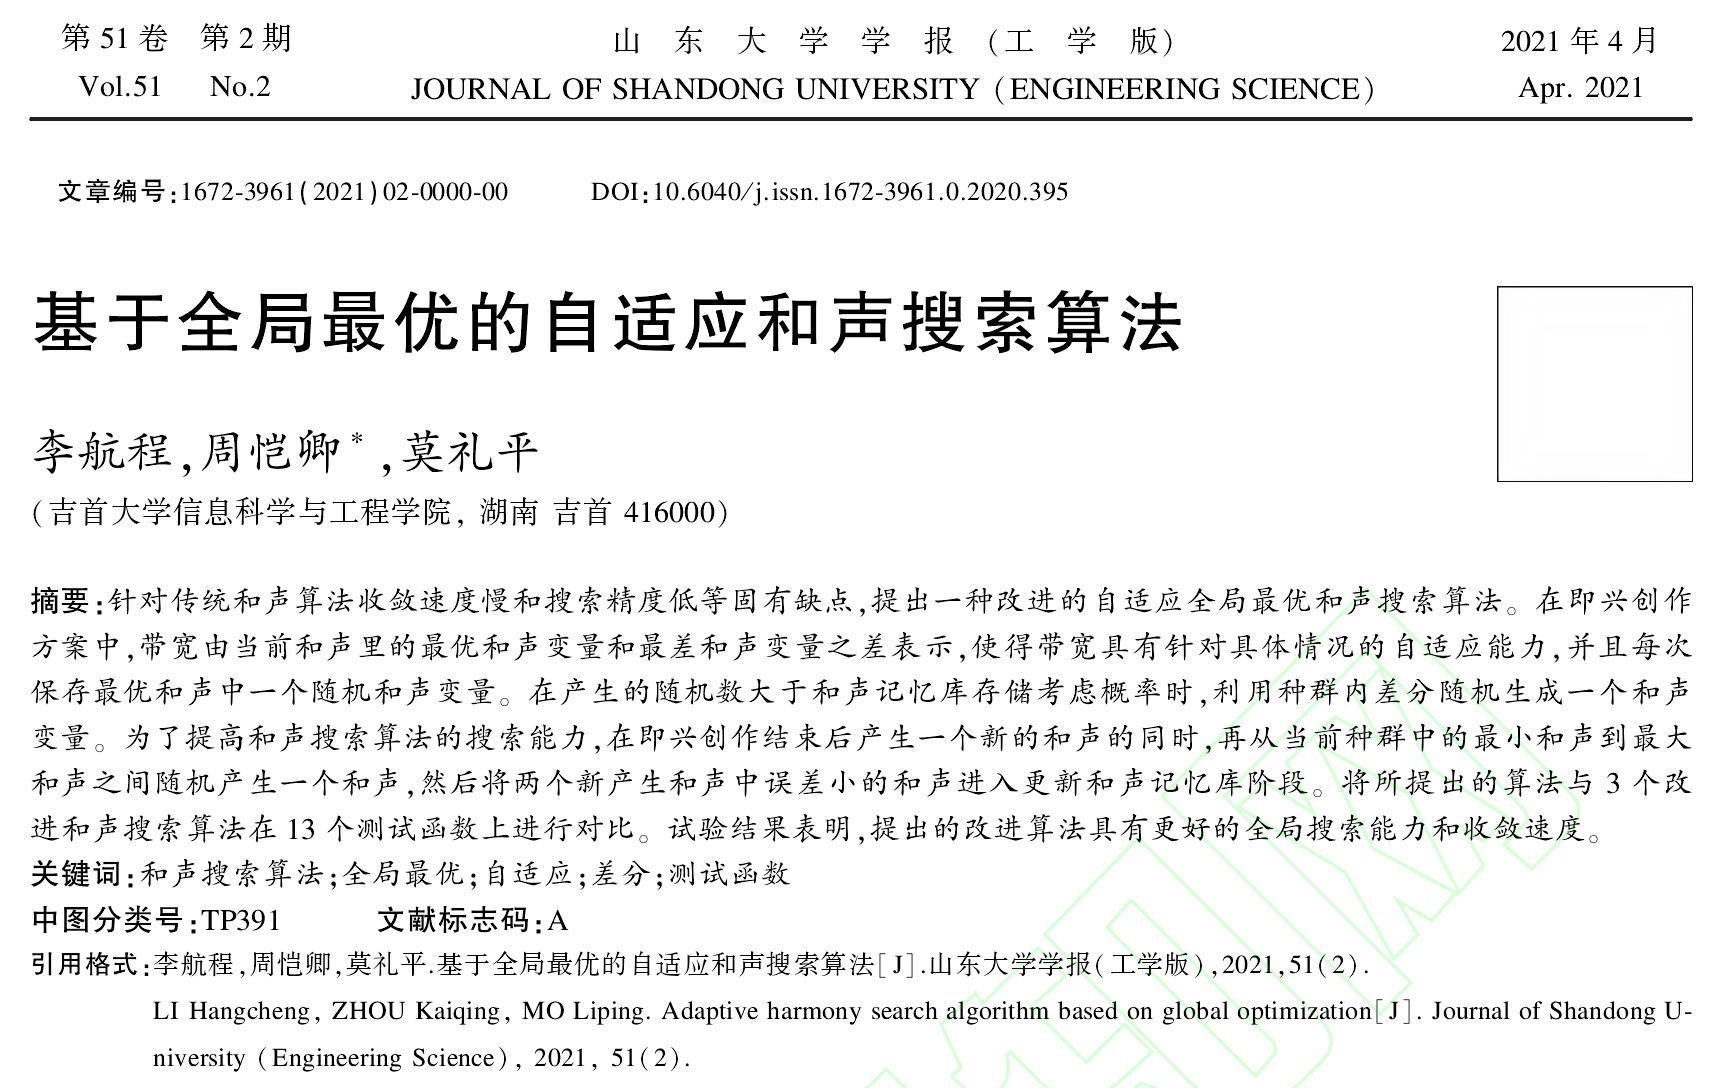 第 51 卷 第 2 期 山 东 大 学 学 报 (工 学 版) 2021 年 4 月
Vol.51 No.2 JOURNAL OF SHANDONG UNIVERSITY (ENGINEERING SCIENCE) Apr. 2021
文章编号:1672-3961(2021)02-0000-00 DOI:10.6040/j.issn.1672-3961.0.2020.395
基于全局最优的自适应和声搜索算法
李航程,周恺卿*,莫礼平
(吉首大学信息科学与工程学院, 湖南 吉首 416000)
摘要:针对传统和声算法收敛速度慢和搜索精度低等固有缺点,提出一种改进的自适应全局最优和声搜索算法。在即兴创作
方案中,带宽由当前和声里的最优和声变量和最差和声变量之差表示,使得带宽具有针对具体情况的自适应能力,并且每次
保存最优和声中一个随机和声变量。在产生的随机数大于和声记忆库存储考虑概率时,利用种群内差分随机生成一个和声
变量。为了提高和声搜索算法的搜索能力,在即兴创作结束后产生一个新的和声的同时,再从当前种群中的最小和声到最大
和声之间随机产生一个和声,然后将两个新产生和声中误差小的和声进入更新和声记忆库阶段。将所提出的算法与 3 个改
进和声搜索算法在 13 个测试函数上进行对比。试验结果表明,提出的改进算法具有更好的全局搜索能力和收敛速度。
关键词:和声搜索算法;全局最优;自适应;差分;测试函数
中图分类号:TP391 文献标志码:A
引用格式:李航程,周恺卿,莫礼平.基于全局最优的自适应和声搜索算法[J].山东大学学报(工学版),2021,51(2).
LI Hangcheng, ZHOU Kaiqing, MO Liping. Adaptive harmony search algorithm based on global optimization[J]. Journal of Shandong U-
niversity (Engineering Science), 2021, 51(2).